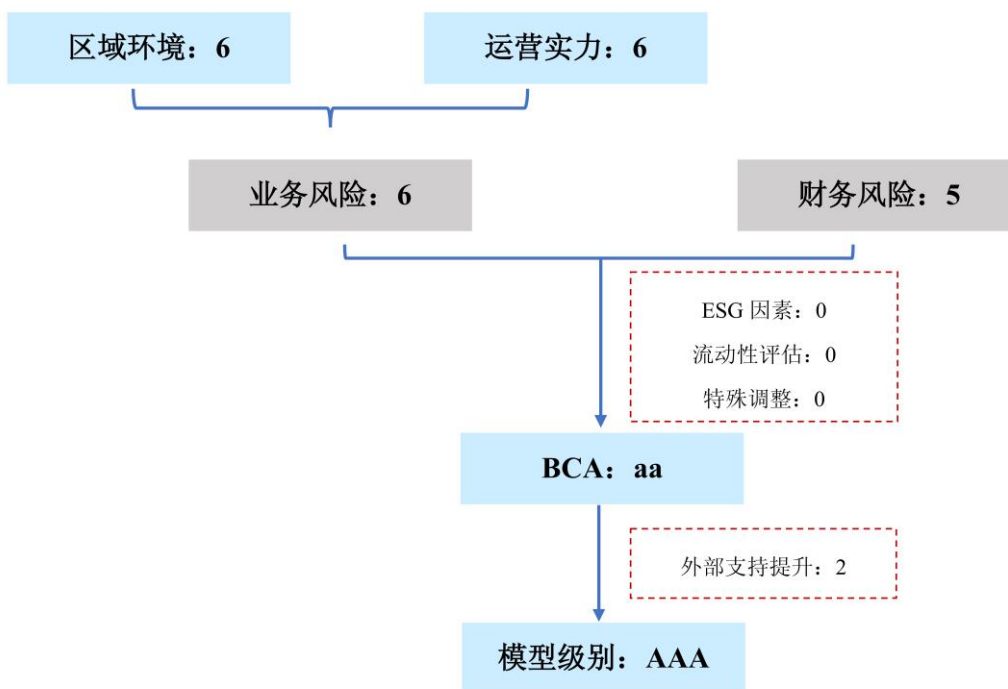 区域环境：6
运营实力：6
业务风险：6
财务风险：5
ESG 因素：0
流动性评估：0
特殊调整：0
BCA：aa
外部支持提升：2
模型级别：AAA